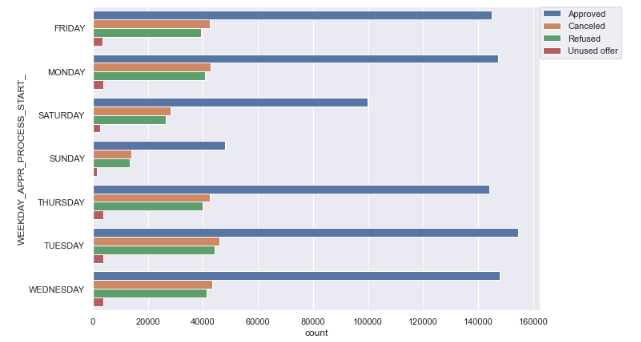 Approved
Canceled
Refused
Unused offer
WEEKDAY_APPR_PROCESS_START_
FRIDAY
MONDAY
SATURDAY
SUNDAY
THURSDAY
TUESDAY
WEDNESDAY
0 20000 40000 60000 80000 100000 120000 140000 160000
count